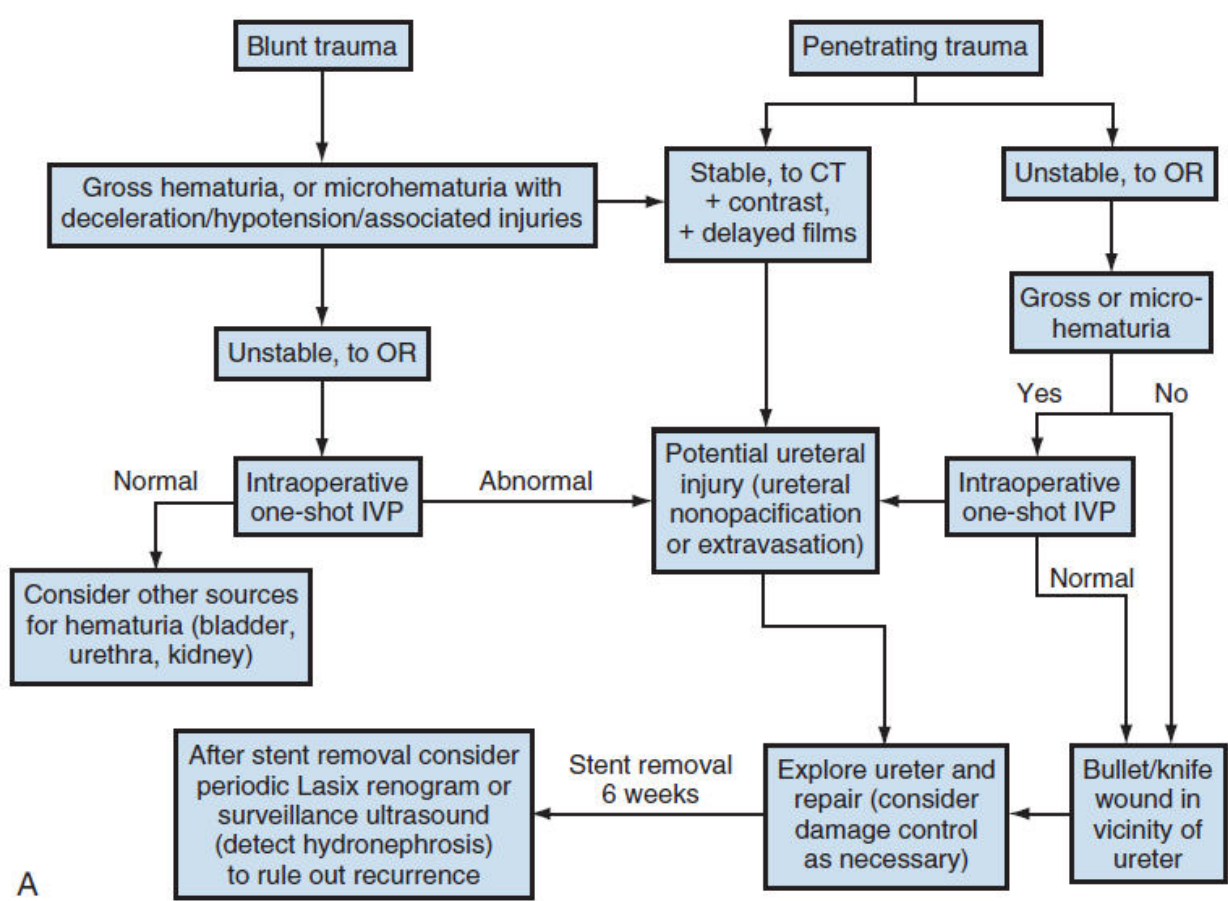 Blunt trauma
Penetrating trauma
Gross hematuria, or microhematuria with
deceleration/hypotension/associated injuries
Stable, to CT
+ contrast,
+ delayed films
Unstable, to OR
Gross or micro-
hematuria
Unstable, to OR
Yes
No
Normal
Intraoperative
one-shot IVP
Abnormal
Potential ureteral
injury (ureteral
nonopacification
or extravasation)
Intraoperative
one-shot IVP
Normal
Consider other sources
for hematuria (bladder,
urethra, kidney)
After stent removal consider
periodic Lasix renogram or
surveillance ultrasound
(detect hydronephrosis)
to rule out recurrence
Stent removal
6 weeks
Explore ureter and
repair (consider
damage control
as necessary)
Bullet/knife
wound in
vicinity of
ureter
A